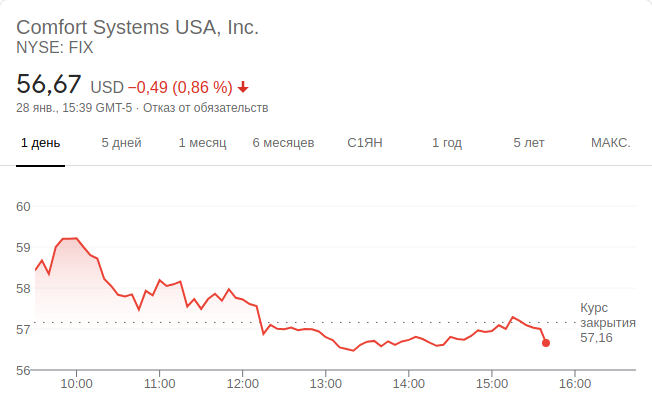 Comfort Systems USA, Inc.
NYSE: FIX
56,67 USD −0,49 (0,86 %)
28 янв., 15:39 GMT-5 · Отказ от обязательств
1 день 5 дней 1 месяц 6 месяцев С1ЯН 1 год 5 лет МАКС.
60
59
58
Курс
закрытия
57,16
57
56
10:00 11:00 12:00 13:00 14:00 15:00 16:00